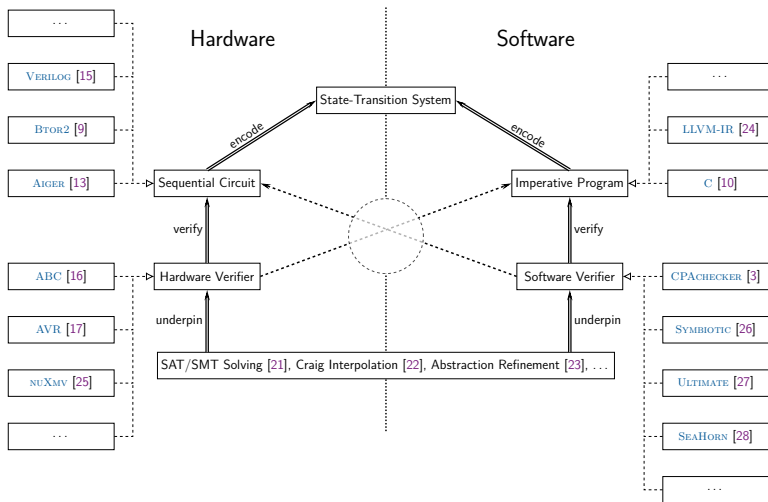 ...
Hardware
Software
VERILOG [15]
...
State-Transition System
BTOR2 [9]
encode
encode
LLVM-IR [24]
AIGER [13]
Sequential Circuit
Imperative Program
C [10]
verify
verify
ABC [16]
Hardware Verifier
Software Verifier
CPACHECKER [3]
AVR [17]
underpin
underpin
SYMBIOTIC [26]
SAT/SMT Solving [21], Craig Interpolation [22], Abstraction Refinement [23], ...
NUXMV [25]
ULTIMATE [27]
...
SEAHORN [28]
...